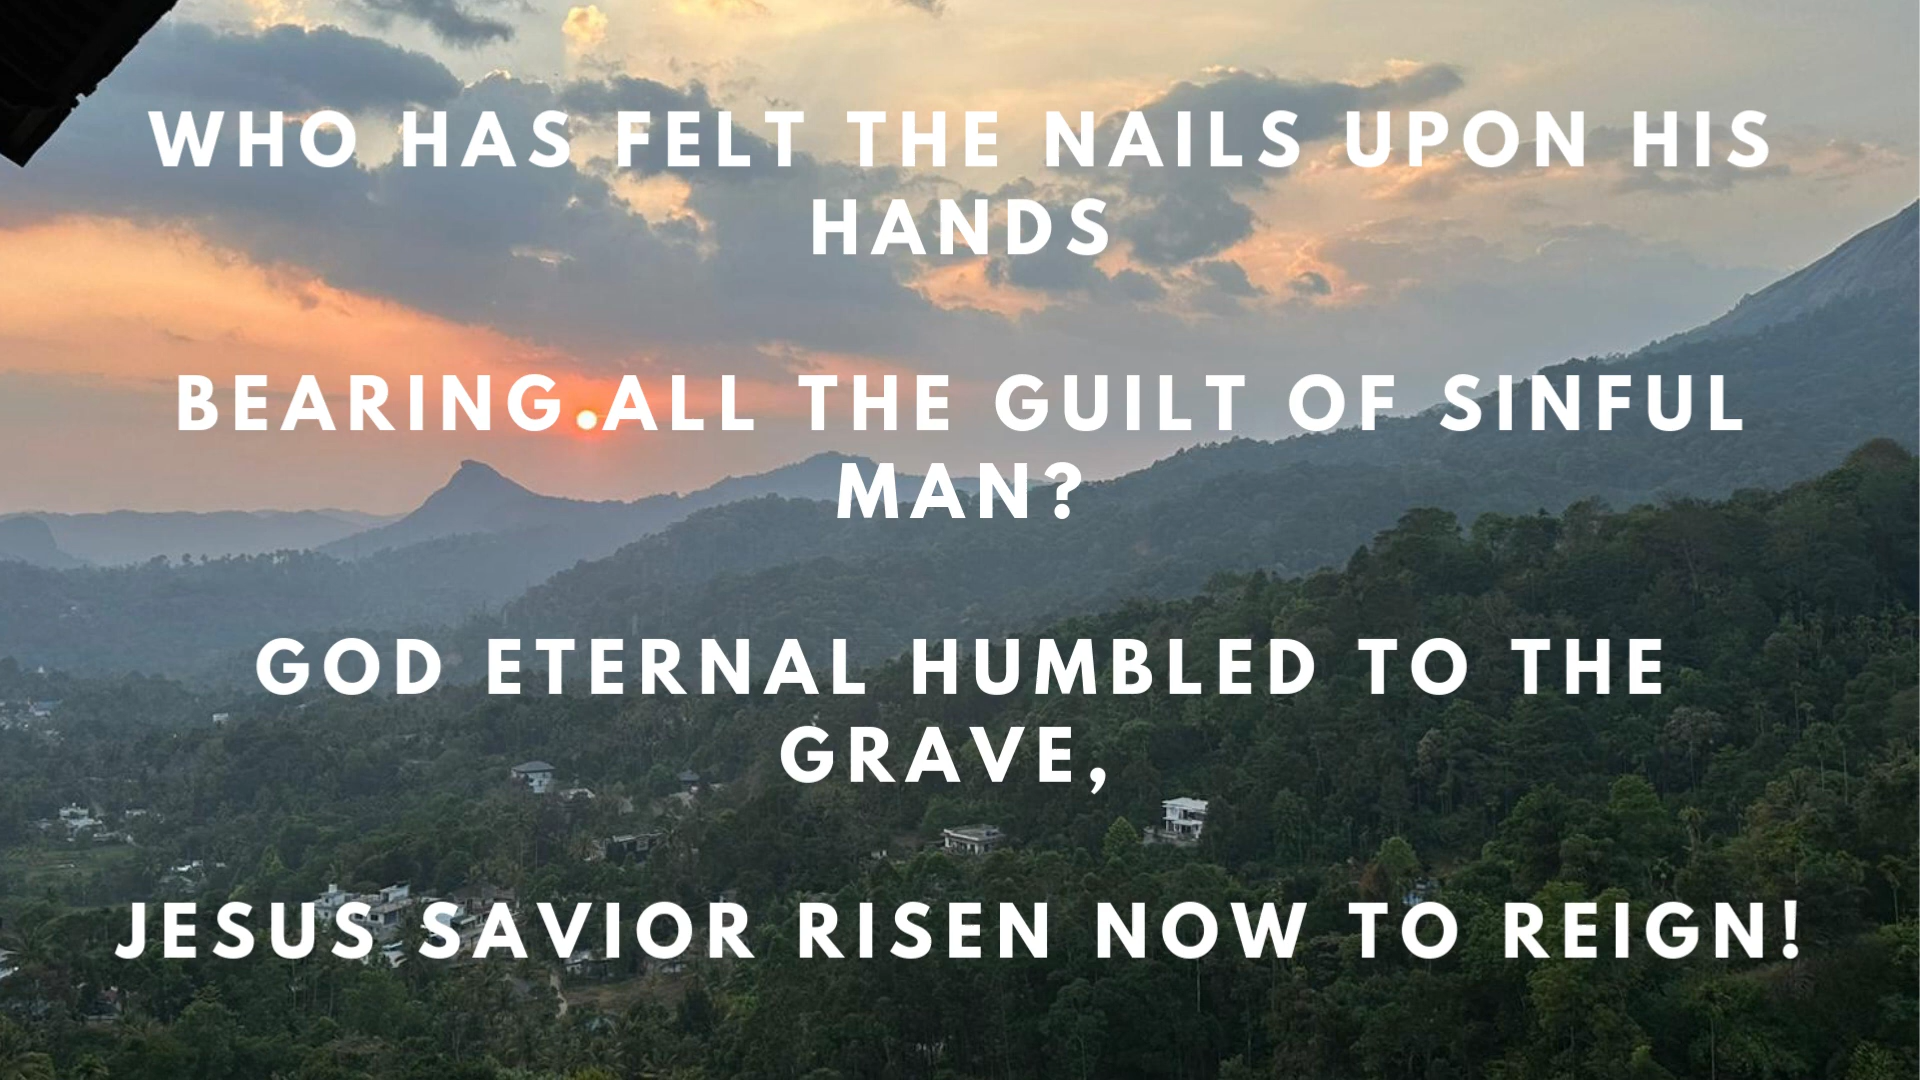 WHO HAS FELT THE NAILS UPON HIS
HANDS
BEARING ALL THE GUILT OF SINFUL
MAN?
GOD ETERNAL HUMBLED TO THE
GRAVE,
JESUS SAVIOR RISEN NOW TO REIGN!